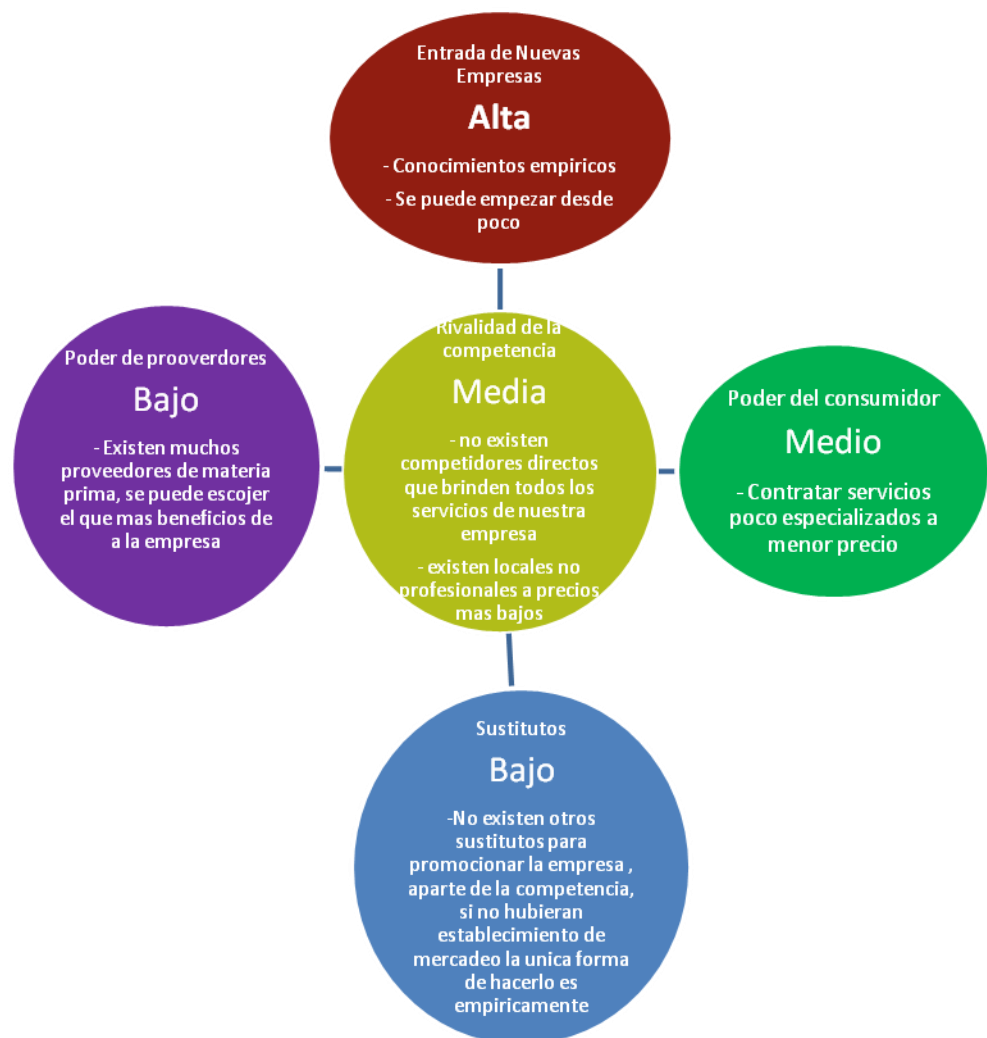 Entrada de Nuevas
Empresas
Alta
- Conocimientos empiricos
- Se puede empezar desde
poco
Poder de prooverdores
Bajo
- Existen muchos
proveedores de materia
prima, se puede escojer
el que mas beneficios de
a la empresa
Rivalidad de la
competencia
Media
- no existen
competidores directos
que brinden todos los
servicios de nuestra
empresa
- existen locales no
profesionales a precios
mas bajos
Poder del consumidor
Medio
- Contratar servicios
poco especializados a
menor precio
Sustitutos
Bajo
-No existen otros
sustitutos para
promocionar la empresa ,
aparte de la competencia,
si no hubieran
establecimiento de
mercadeo la unica forma
de hacerlo es
empiricamente